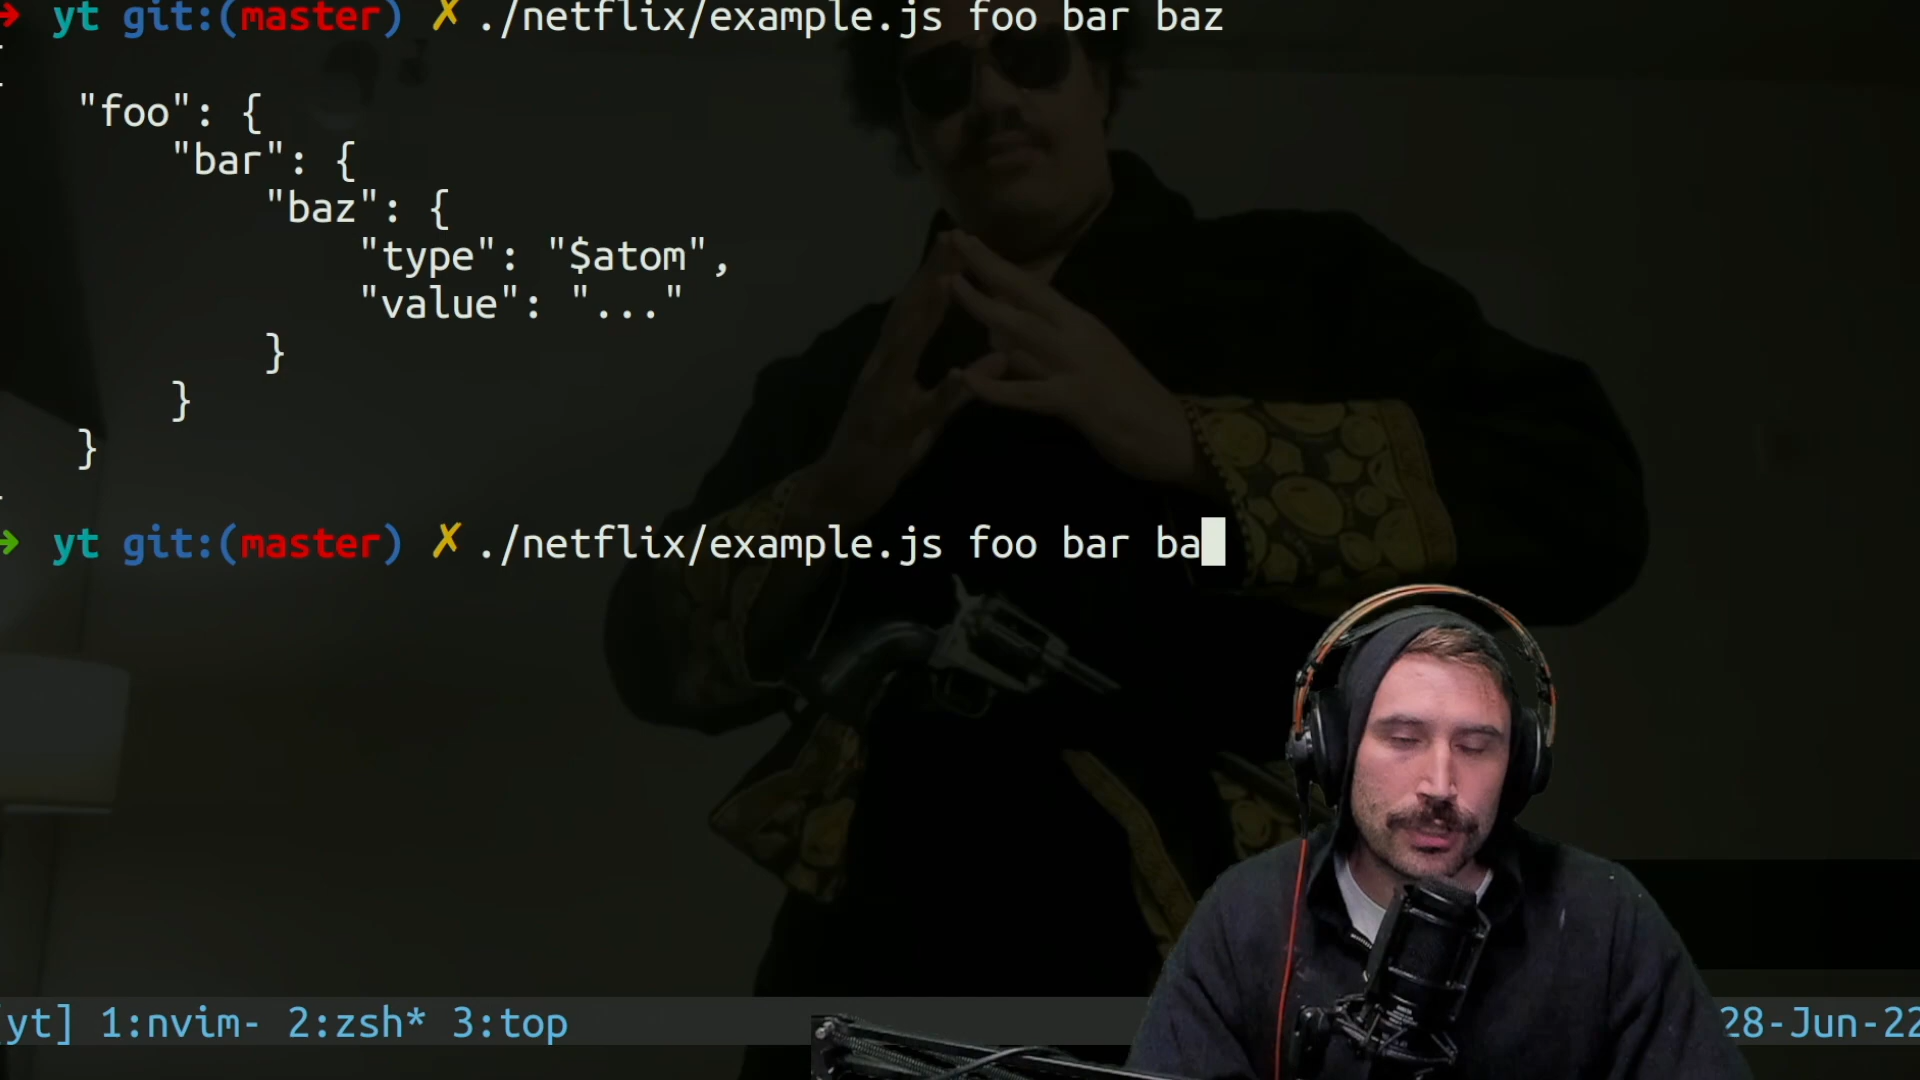 ➜ yt git:(master) ✗ ./netflix/example.js foo bar baz
{
"foo": {
"bar": {
"baz": {
"type": "$atom",
"value": "..."
}
}
}
}
➜ yt git:(master) ✗ ./netflix/example.js foo bar ba
yt] 1:nvim- 2:zsh* 3:top 28-Jun-22